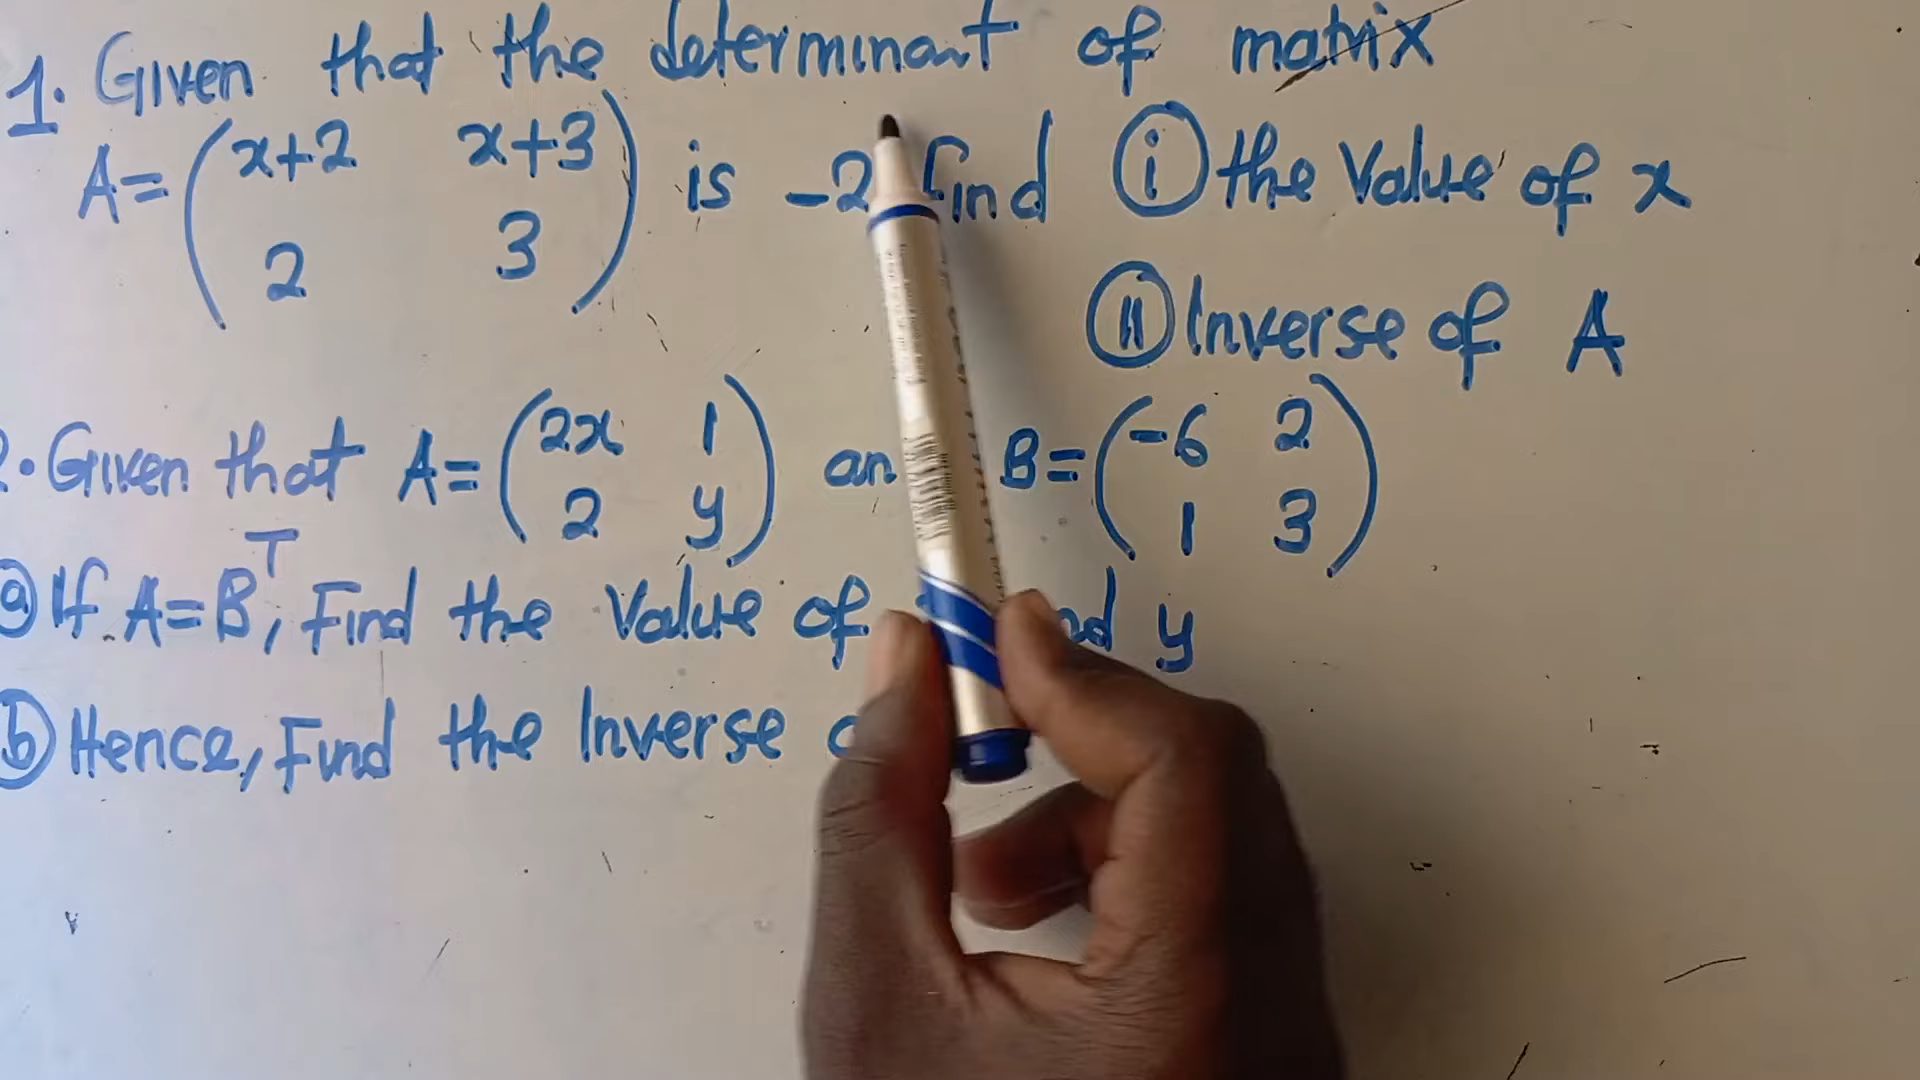 1. Given that the determinant of matrix
A= (x+2 x+3
2 3) is -2 find (i) the value of x
(ii) Inverse of A
2. Given that A= (2x 1
2 y) B= (-6 2
1 3)
(a) If A=B^T, Find the value of y
(b) Hence, Find the Inverse